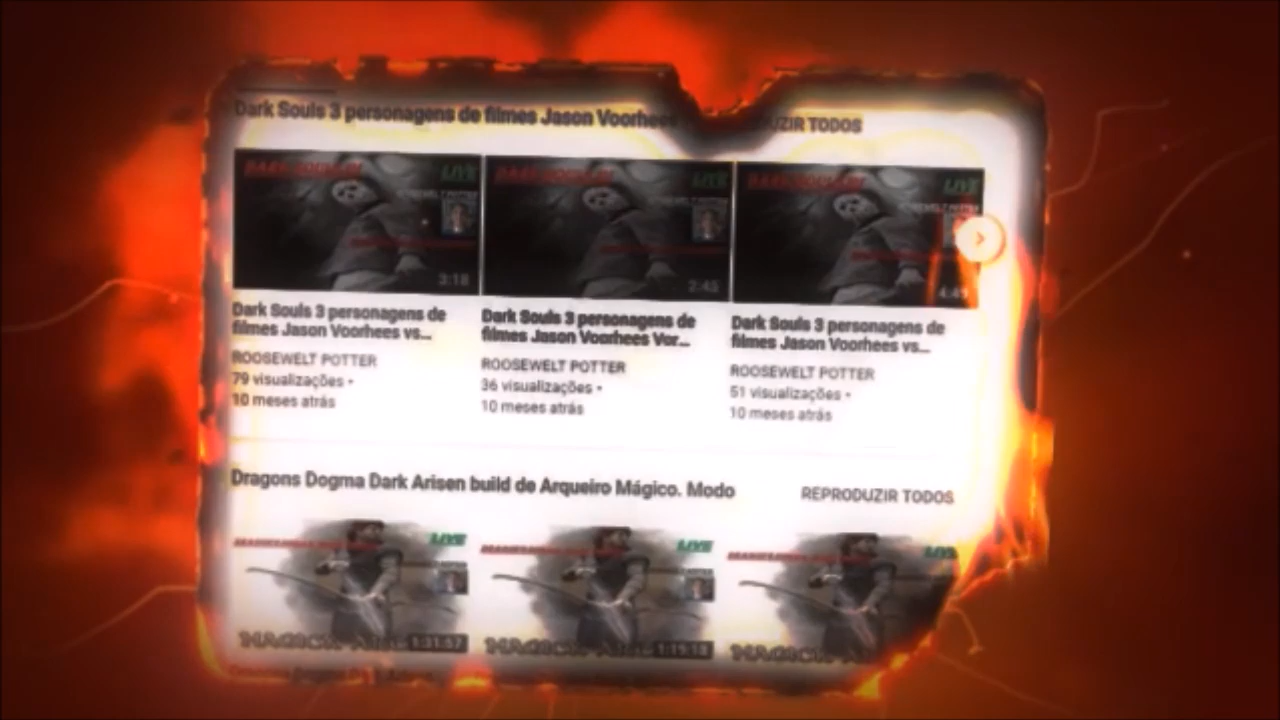 Dark Souls 3 personagens de filmes Jason Voorhees
UZIR TODOS
LIVE
LIVE
LIVE
3:18
2:45
Dark Souls 3 personagens de
filmes Jason Voorhees vs...
ROOSEWELT POTTER
79 visualizações •
10 meses atrás
Dark Souls 3 personagens de
filmes Jason Voorhees Vor...
ROOSEWELT POTTER
36 visualizações •
10 meses atrás
Dark Souls 3 personagens de
filmes Jason Voorhees vs...
ROOSEWELT POTTER
51 visualizações •
10 meses atrás
Dragons Dogma Dark Arisen build de Arqueiro Mágico. Modo
REPRODUZIR TODOS
LIVE
LIVE
LIVE
1:31:57
1:19:18